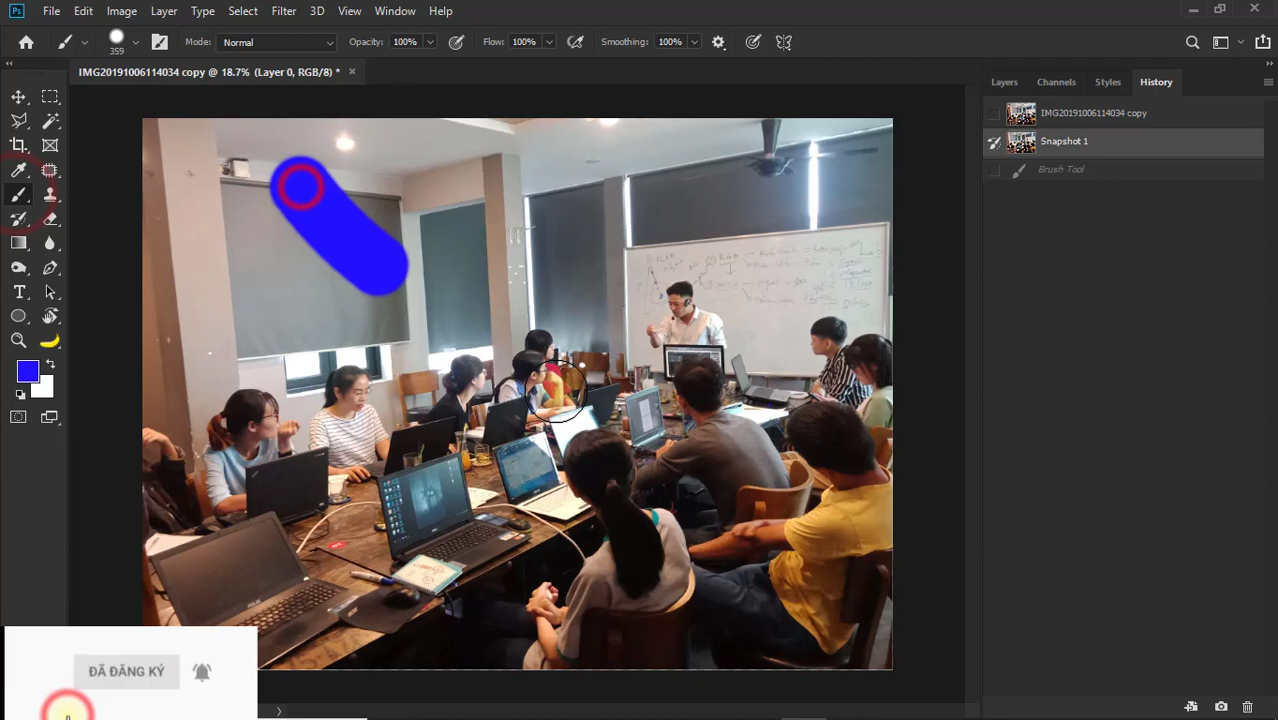 Ps File Edit Image Layer Type Select Filter 3D View Window Help
359 Mode: Normal Opacity: 100% Flow: 100% Smoothing: 100%
IMG20191006114034 copy @ 18.7% (Layer 0, RGB/8) *
Layers Channels Styles History
IMG20191006114034 copy
Snapshot 1
Brush Tool
ĐÃ ĐĂNG KÝ